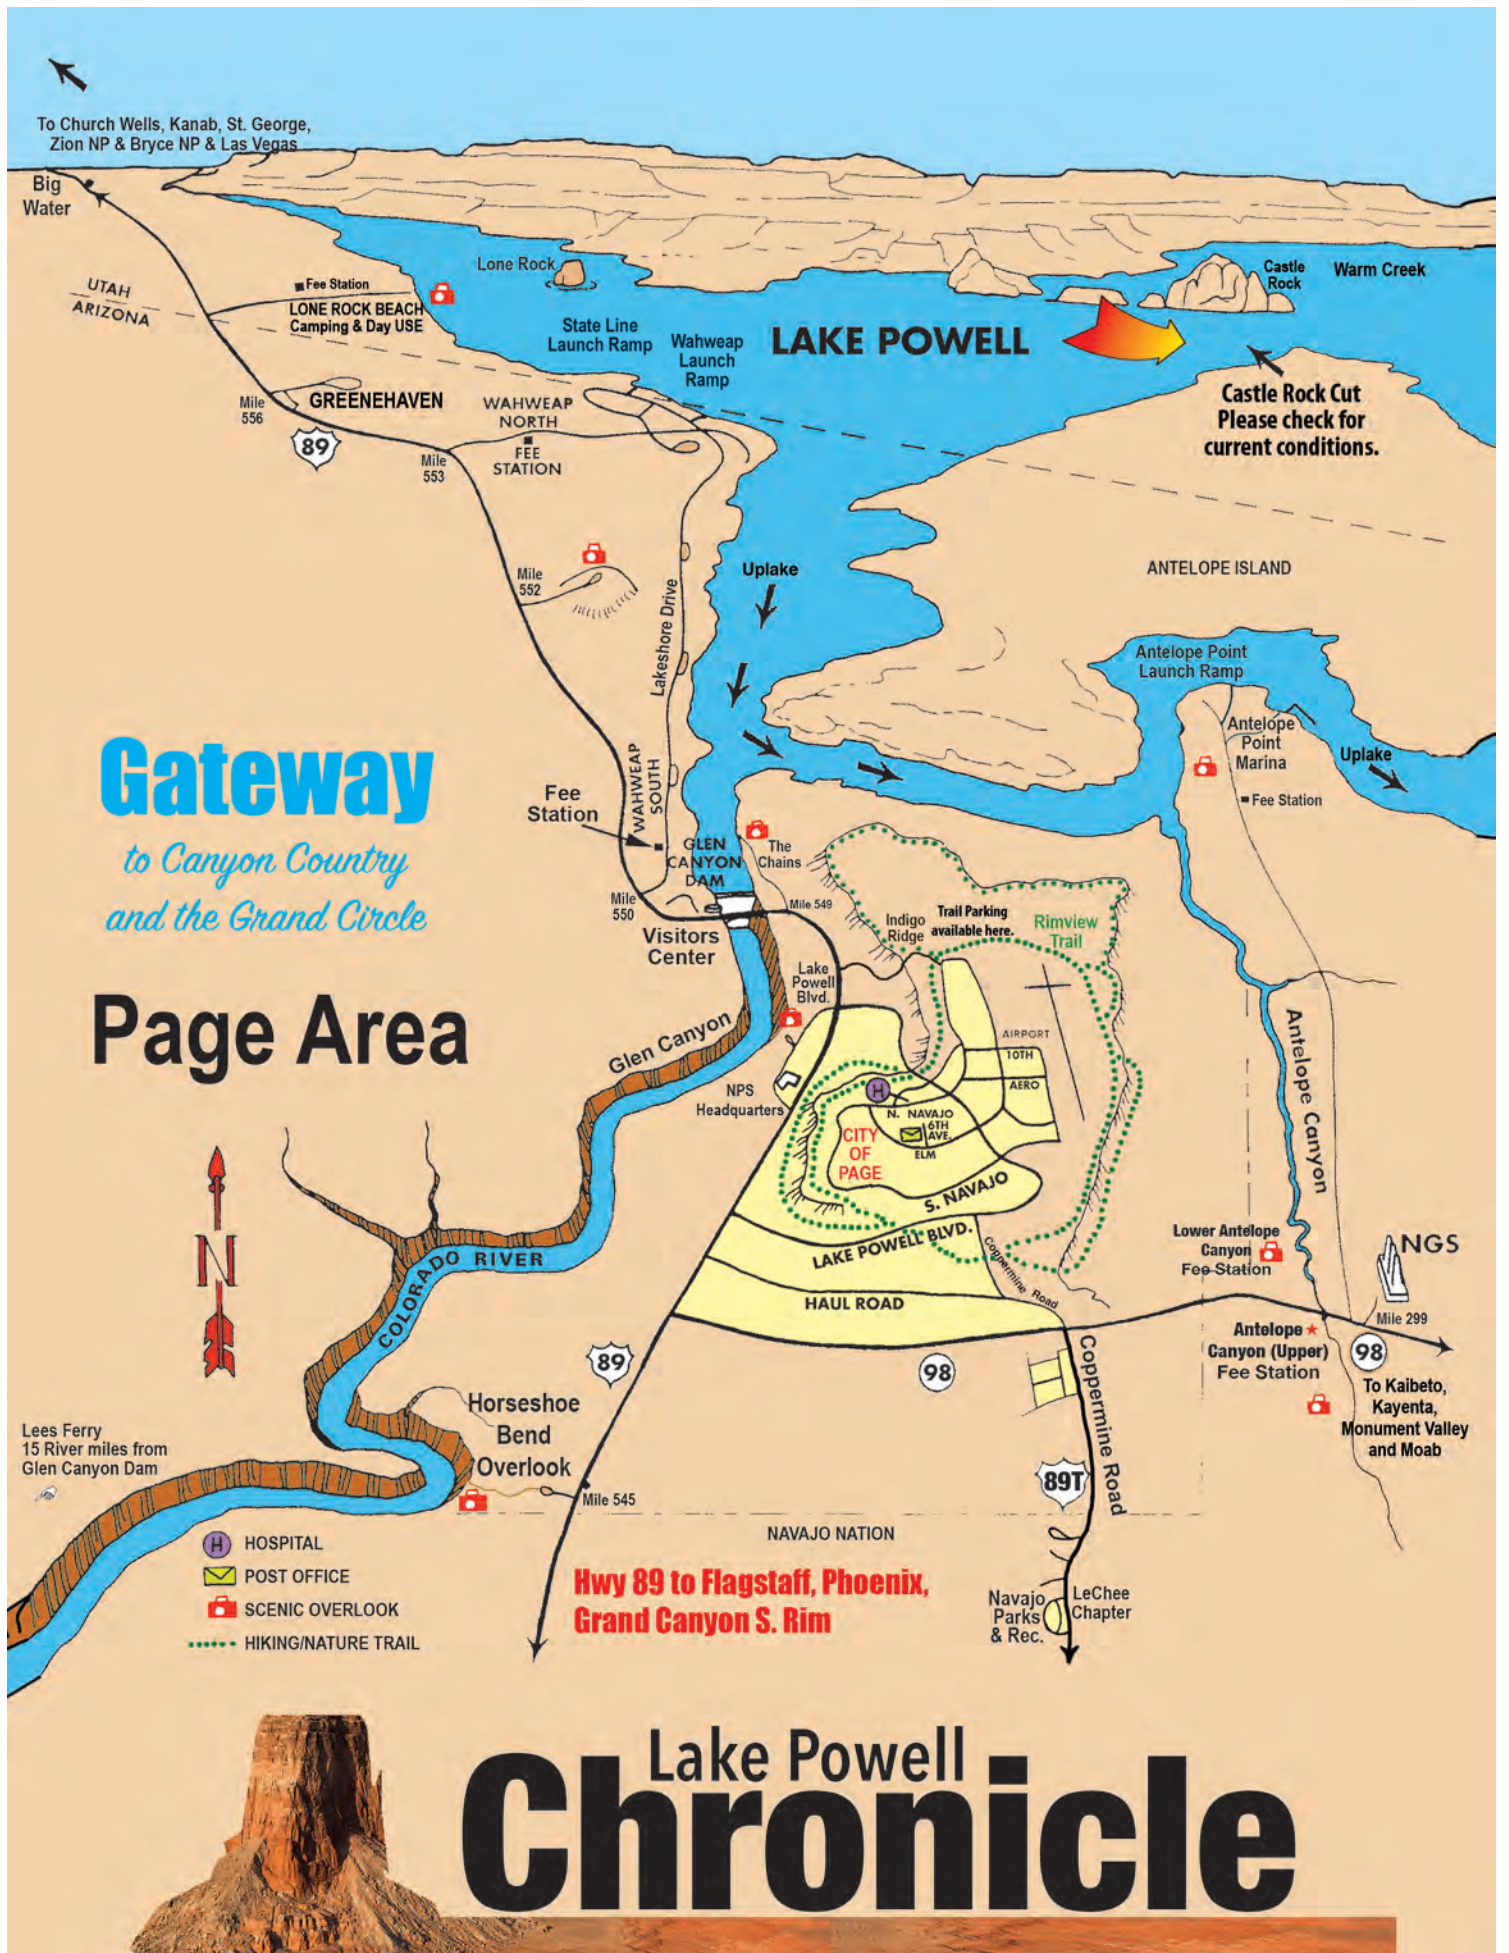 To Church Wells, Kanab, St. George,
Zion NP & Bryce NP & Las Vegas
Big
Water
UTAH
ARIZONA
Fee Station
LONE ROCK BEACH
Camping & Day USE
Lone Rock
State Line
Launch Ramp
Wahweap
Launch
Ramp
LAKE POWELL
Castle
Rock
Warm Creek
Castle Rock Cut
Please check for
current conditions.
Mile
556
GREENEHAVEN
89
WAHWEAP
NORTH
FEE
STATION
Mile
553
Mile
552
Lakeshore Drive
Uplake
ANTELOPE ISLAND
Antelope Point
Launch Ramp
Antelope
Point
Marina
Uplake
Fee Station
Gateway
to Canyon Country
and the Grand Circle
Page Area
Fee
Station
WAHWEAP
SOUTH
GLEN
CANYON
DAM
The
Chains
Mile
550
Mile 549
Visitors
Center
Indigo
Ridge
Trail Parking
available here.
Rimview
Trail
Lake
Powell
Blvd.
Glen Canyon
AIRPORT
10TH
AERO
NPS
Headquarters
H
N. NAVAJO
6TH
AVE.
ELM
CITY
OF
PAGE
S. NAVAJO
LAKE POWELL BLVD.
Coppermine Road
HAUL ROAD
Antelope Canyon
Lower Antelope
Canyon
Fee Station
NGS
Mile 299
Antelope
Canyon (Upper)
Fee Station
98
To Kaibeto,
Kayenta,
Monument Valley
and Moab
N
COLORADO RIVER
89
98
Coppermine Road
89T
Horseshoe
Bend
Overlook
Mile 545
Lees Ferry
15 River miles from
Glen Canyon Dam
NAVAJO NATION
H HOSPITAL
POST OFFICE
SCENIC OVERLOOK
HIKING/NATURE TRAIL
Hwy 89 to Flagstaff, Phoenix,
Grand Canyon S. Rim
Navajo
Parks
& Rec.
LeChee
Chapter
Lake Powell
Chronicle